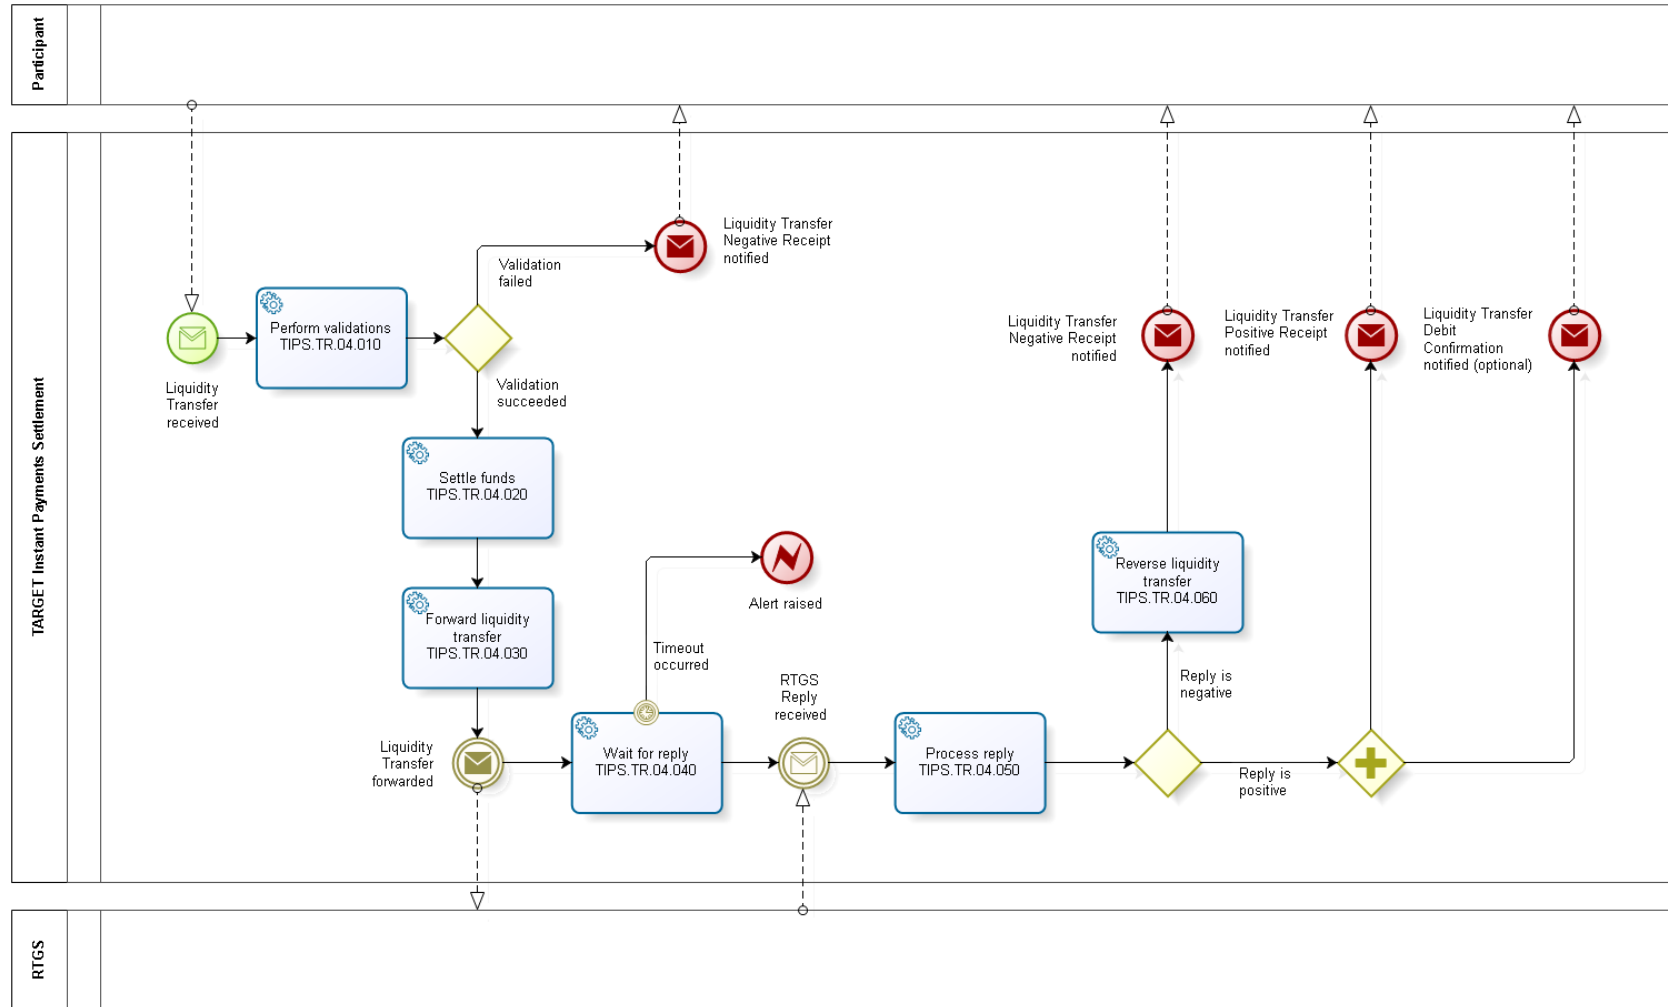 Participant
TARGET Instant Payments Settlement
RTGS
Liquidity
Transfer
received
Perform validations
TIPS.TR.04.010
Validation
failed
Liquidity Transfer
Negative Receipt
notified
Validation
succeeded
Settle funds
TIPS.TR.04.020
Forward liquidity
transfer
TIPS.TR.04.030
Liquidity
Transfer
forwarded
Wait for reply
TIPS.TR.04.040
Timeout
occurred
Alert raised
RTGS
Reply
received
Process reply
TIPS.TR.04.050
Reply is
negative
Reverse liquidity
transfer
TIPS.TR.04.060
Liquidity Transfer
Negative Receipt
notified
Reply is
positive
Liquidity Transfer
Positive Receipt
notified
Liquidity Transfer
Debit
Confirmation
notified (optional)